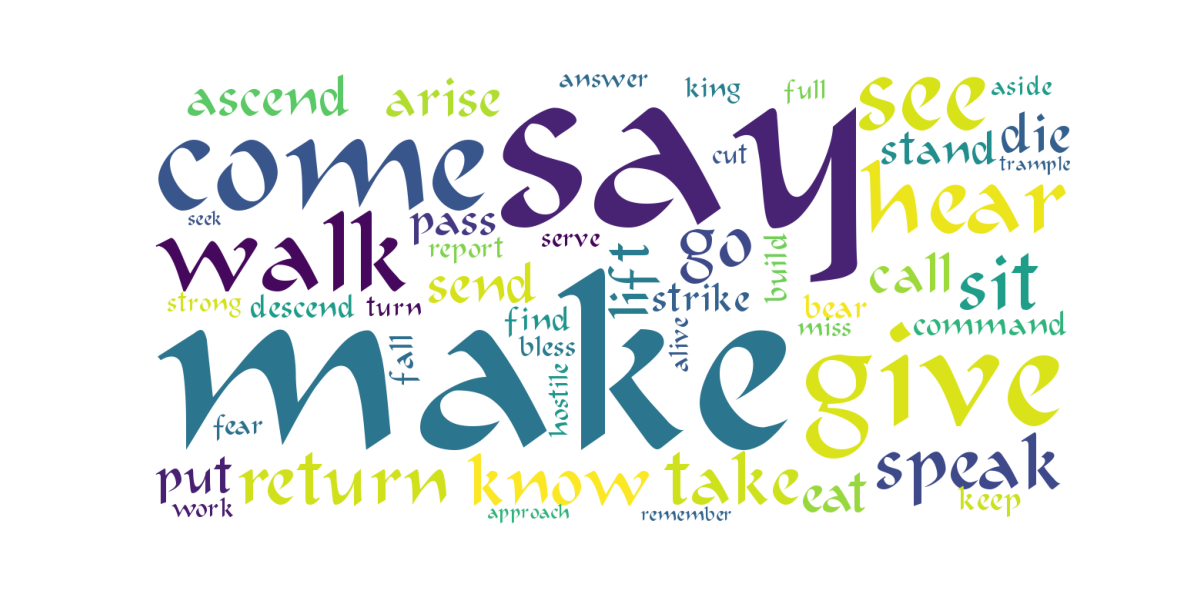 answer king full aside
ascend arise say see
come cut stand die
trample
seek pass hear
walk report serve lift go build call sit
strong descend turn send strike bear
find miss command
make fall bless hostile alive give
fear
put return know take eat speak
work approach remember keep